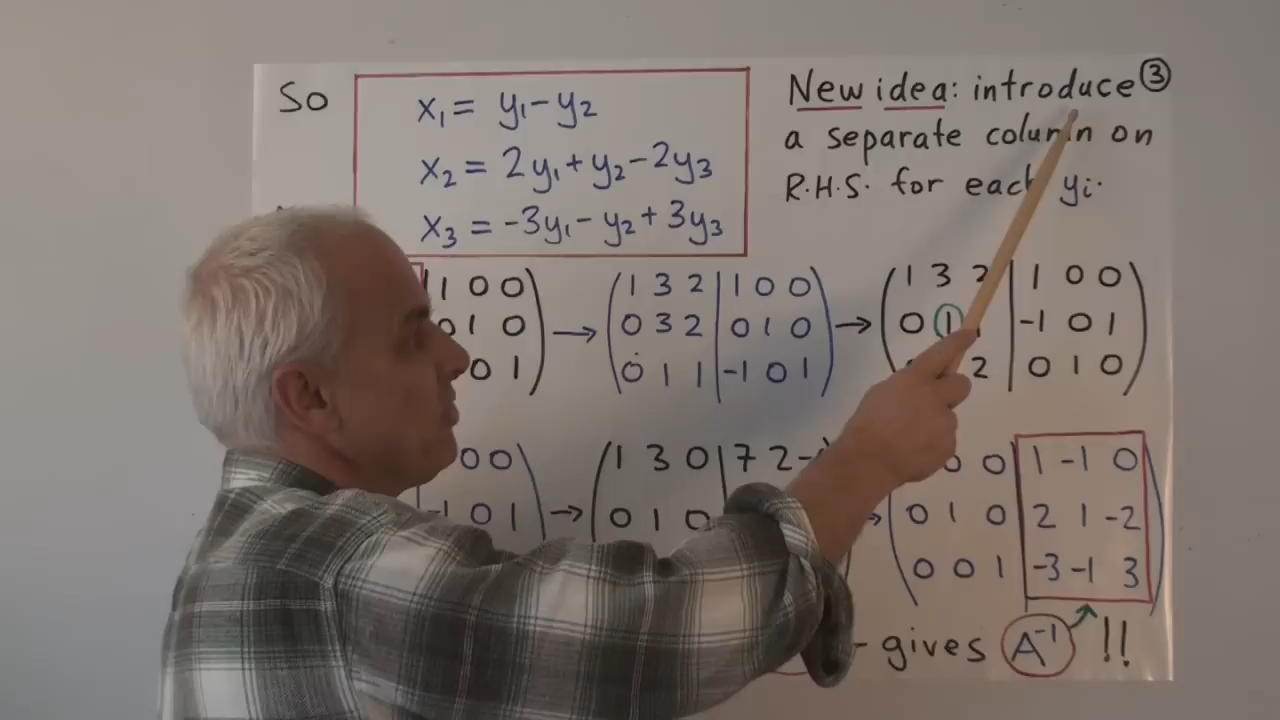 So
x₁ = y₁ - y₂
x₂ = 2y₁ + y₂ - 2y₃
x₃ = -3y₁ - y₂ + 3y₃
New idea: introduce ③
a separate column on
R.H.S. for each yᵢ.
1 0 0 ) ( 1 3 2 | 1 0 0 ) ( 1 3 2 | 1 0 0 )
0 1 0 ) → ( 0 3 2 | 0 1 0 ) → ( 0 1 | -1 0 1 )
0 1 ) ( 0 1 1 | -1 0 1 ) ( 2 | 0 1 0 )
0 0 ) ( 1 3 0 | 7 2 - 0 0 | 1 -1 0 )
-1 0 1 ) → ( 0 1 0 → ( 0 1 0 | 2 1 -2 )
( 0 0 1 | -3 -1 3 )
- gives A⁻¹ !!